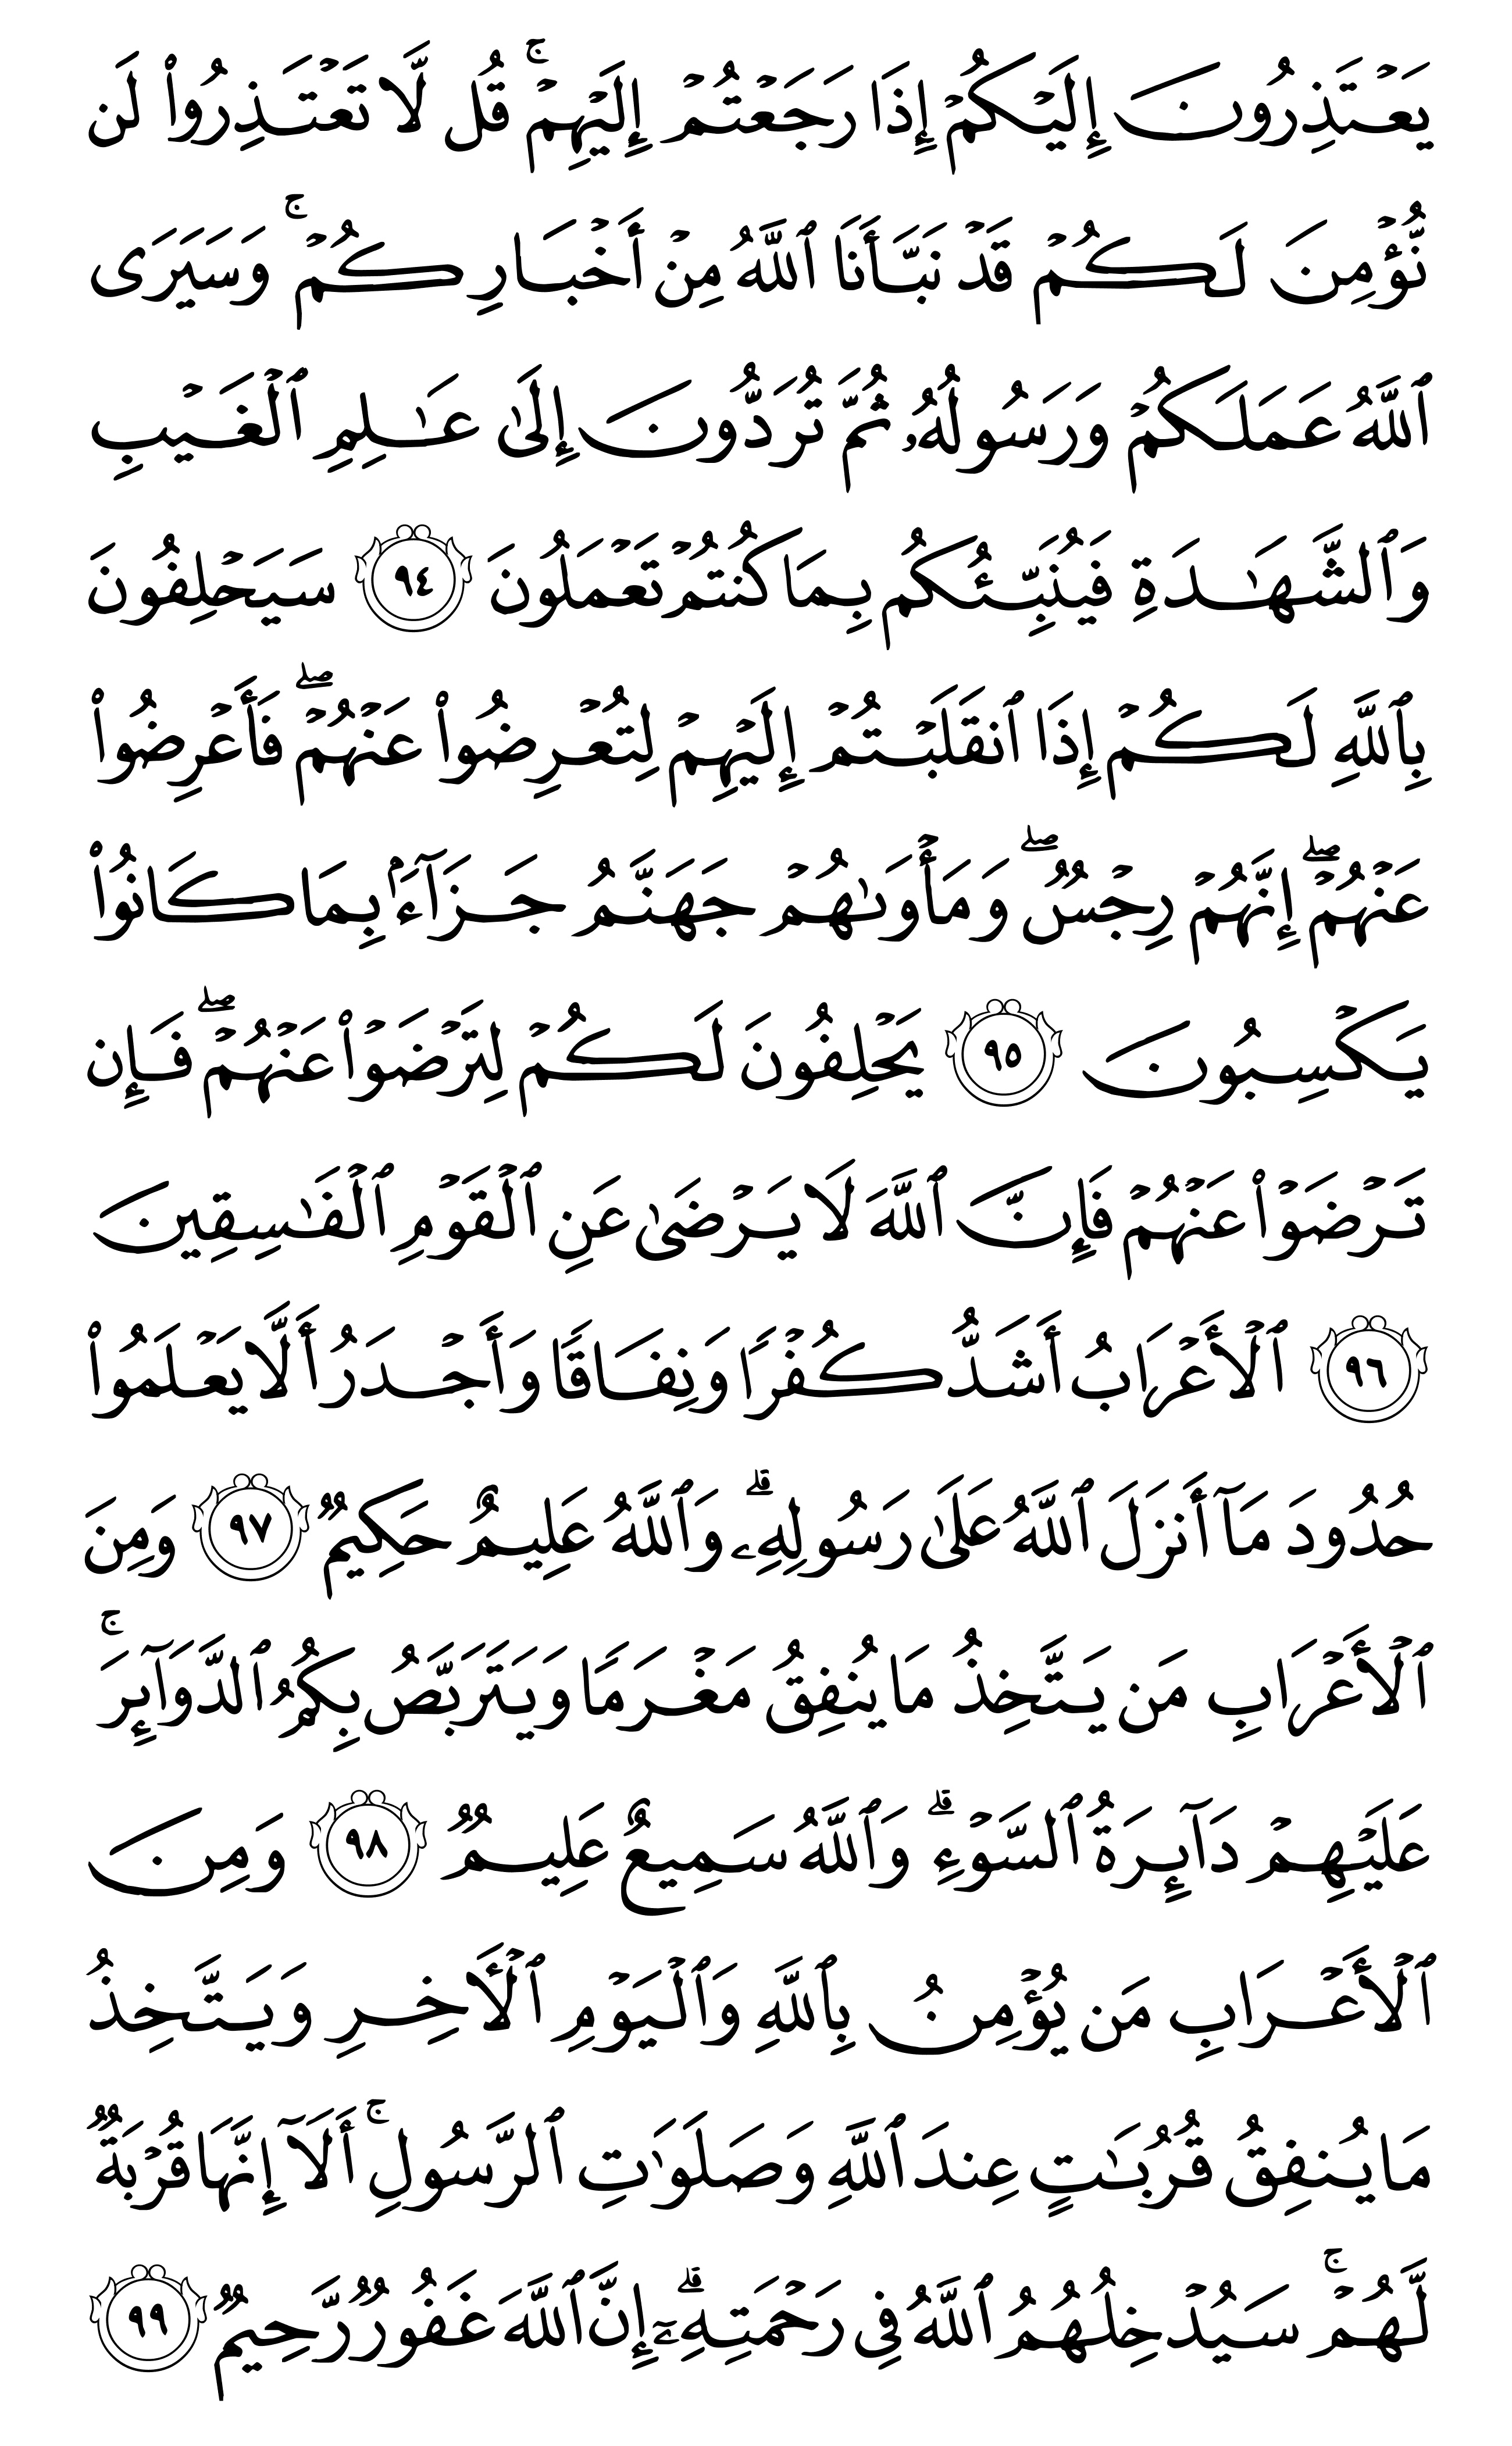 يَعْتَذِرُونَ إِلَيْكُمْ إِذَا رَجَعْتُمْ إِلَيْهِمْ ۚ قُل لَّا تَعْتَذِرُوا۟ لَن
نُّؤْمِنَ لَكُمْ قَدْ نَبَّأَنَا ٱللَّهُ مِنْ أَخْبَارِكُمْ ۚ وَسَيَرَى
ٱللَّهُ عَمَلَكُمْ وَرَسُولُهُۥ ثُمَّ تُرَدُّونَ إِلَىٰ عَـٰلِمِ ٱلْغَيْبِ
وَٱلشَّهَـٰدَةِ فَيُنَبِّئُكُم بِمَا كُنتُمْ تَعْمَلُونَ ٩٤ سَيَحْلِفُونَ
بِٱللَّهِ لَكُمْ إِذَا ٱنقَلَبْتُمْ إِلَيْهِمْ لِتُعْرِضُوا۟ عَنْهُمْ ۖ فَأَعْرِضُوا۟
عَنْهُمْ ۖ إِنَّهُمْ رِجْسٌ ۖ وَمَأْوَىٰهُمْ جَهَنَّمُ جَزَآءًۢ بِمَا كَانُوا۟
يَكْسِبُونَ ٩٥ يَحْلِفُونَ لَكُمْ لِتَرْضَوْا۟ عَنْهُمْ ۖ فَإِن
تَرْضَوْا۟ عَنْهُمْ فَإِنَّ ٱللَّهَ لَا يَرْضَىٰ عَنِ ٱلْقَوْمِ ٱلْفَـٰسِقِينَ
٩٦ ٱلْأَعْرَابُ أَشَدُّ كُفْرًا وَنِفَاقًا وَأَجْدَرُ أَلَّا يَعْلَمُوا۟
حُدُودَ مَآ أَنزَلَ ٱللَّهُ عَلَىٰ رَسُولِهِۦ ۗ وَٱللَّهُ عَلِيمٌ حَكِيمٌ ٩٧ وَمِنَ
ٱلْأَعْرَابِ مَن يَتَّخِذُ مَا يُنفِقُ مَغْرَمًا وَيَتَرَبَّصُ بِكُمُ ٱلدَّوَآئِرَ ۚ
عَلَيْهِمْ دَآئِرَةُ ٱلسَّوْءِ ۗ وَٱللَّهُ سَمِيعٌ عَلِيمٌ ٩٨ وَمِنَ
ٱلْأَعْرَابِ مَن يُؤْمِنُ بِٱللَّهِ وَٱلْيَوْمِ ٱلْـَٔاخِرِ وَيَتَّخِذُ
مَا يُنفِقُ قُرُبَـٰتٍ عِندَ ٱللَّهِ وَصَلَوَٰتِ ٱلرَّسُولِ ۚ أَلَآ إِنَّهَا قُرْبَةٌ
لَّهُمْ ۚ سَيُدْخِلُهُمُ ٱللَّهُ فِى رَحْمَتِهِۦٓ ۗ إِنَّ ٱللَّهَ غَفُورٌ رَّحِيمٌ ٩٩